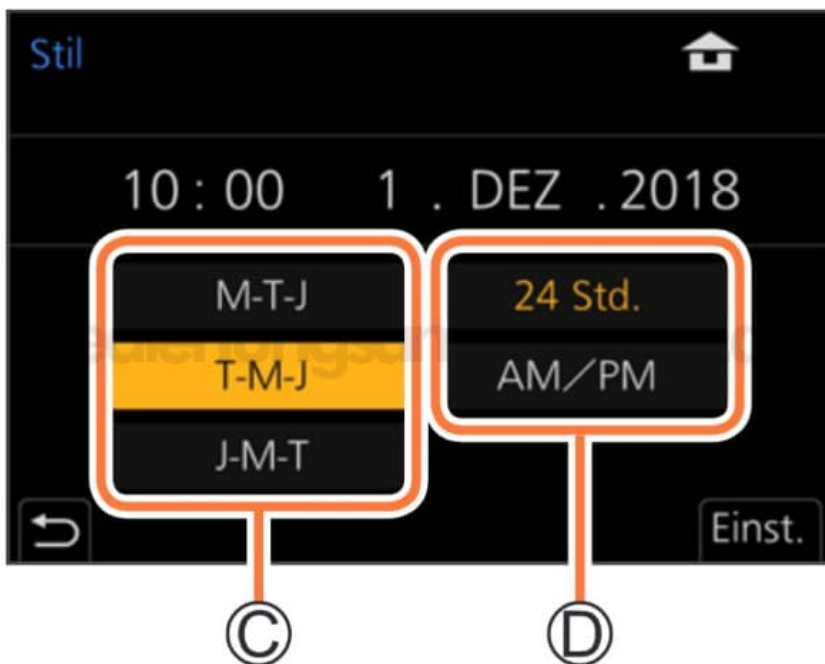 Stil
10 : 00 1 . DEZ . 2018
M-T-J 24 Std.
T-M-J AM/PM
J-M-T
Einst.
C D